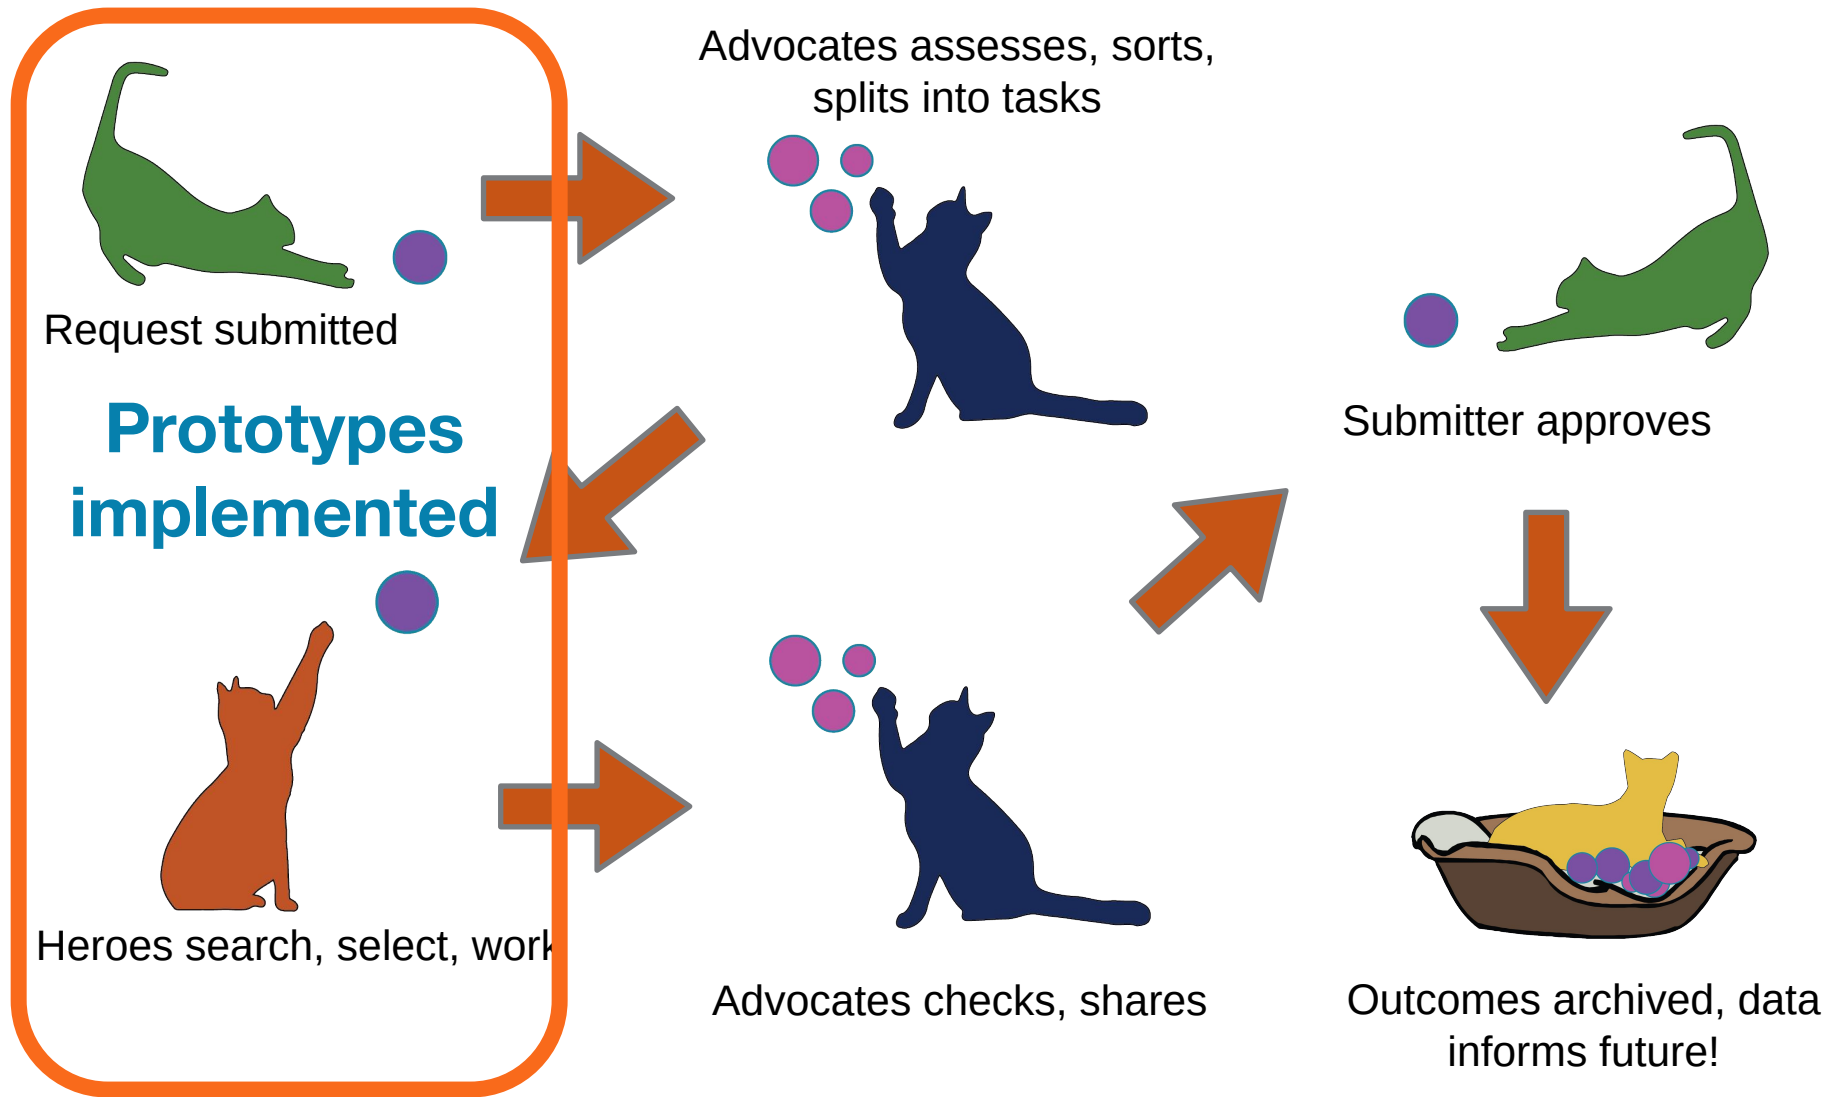 Advocates assesses, sorts,
splits into tasks
Request submitted
Prototypes
implemented
Submitter approves
Heroes search, select, work
Advocates checks, shares
Outcomes archived, data
informs future!